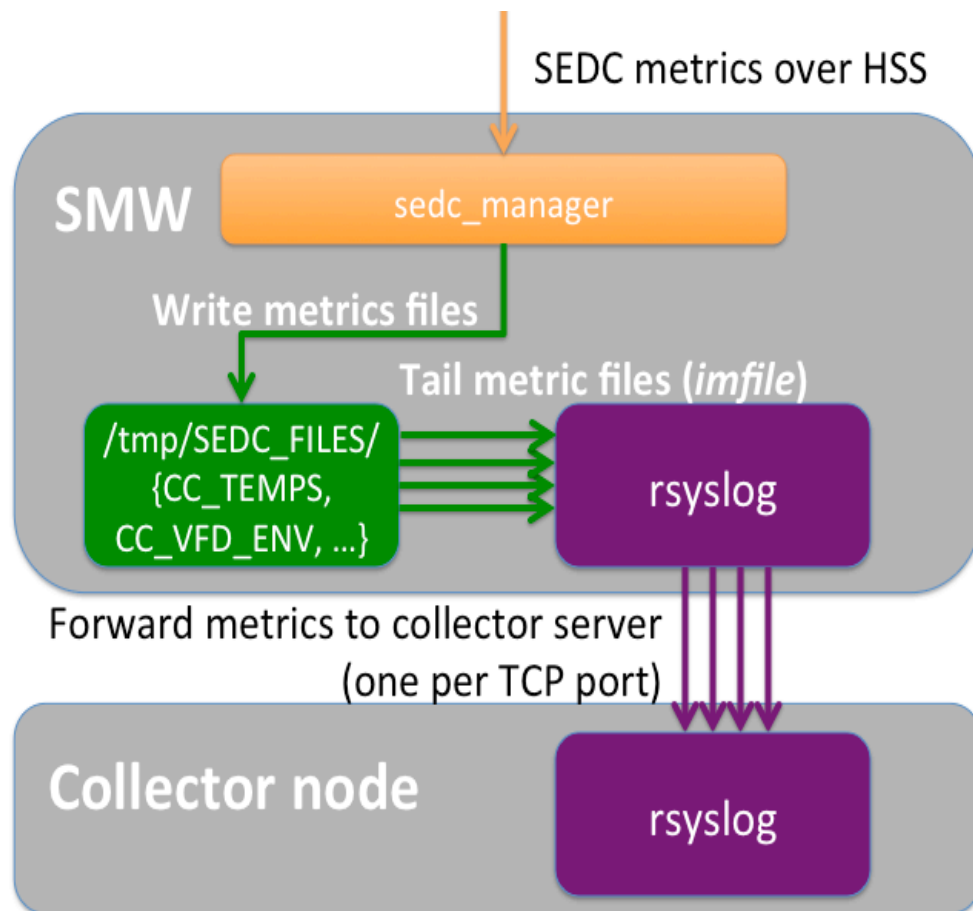 SEDC metrics over HSS
SMW
sedc_manager
Write metrics files
Tail metric files (imfile)
/tmp/SEDC_FILES/
{CC_TEMPS,
CC_VFD_ENV, ...}
rsyslog
Forward metrics to collector server
(one per TCP port)
Collector node
rsyslog